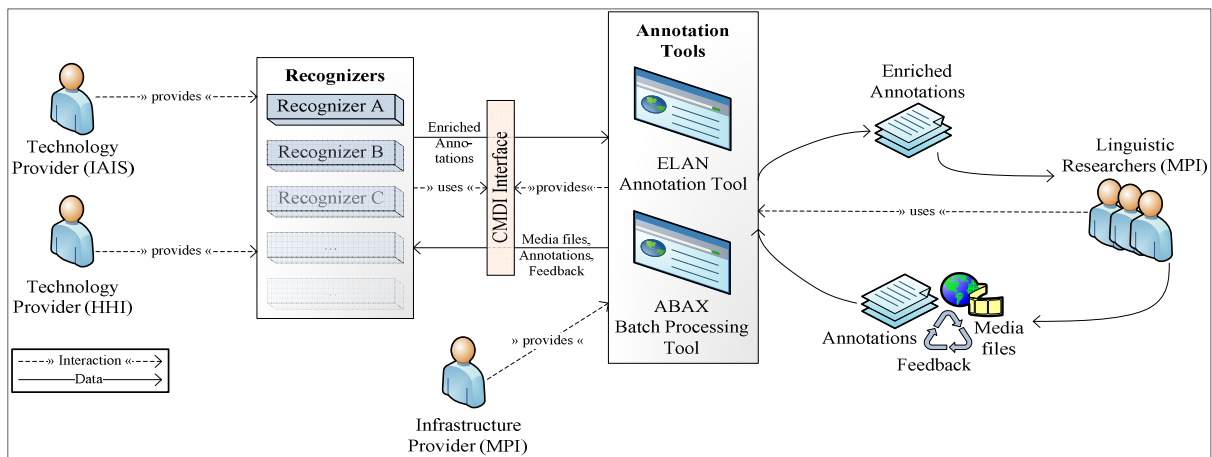 » provides «
Technology
Provider (IAIS)
» provides «
Technology
Provider (HHI)
Recognizers
Recognizer A
Recognizer B
Recognizer C
...
...
Enriched
Anno-
tations
» uses «
»provides«
CMDI Interface
Media files,
Annotations,
Feedback
Annotation
Tools
ELAN
Annotation Tool
ABAX
Batch Processing
Tool
» provides «
Infrastructure
Provider (MPI)
Enriched
Annotations
Linguistic
Researchers (MPI)
» uses «
Annotations
Feedback
Media
files
» Interaction «
Data